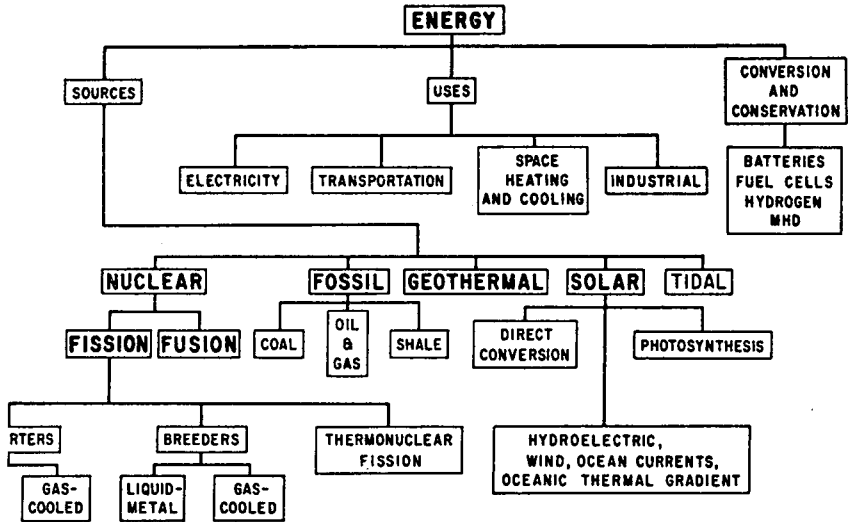 ENERGY
SOURCES
USES
CONVERSION
AND
CONSERVATION
ELECTRICITY
TRANSPORTATION
SPACE
HEATING
AND COOLING
INDUSTRIAL
BATTERIES
FUEL CELLS
HYDROGEN
MHD
NUCLEAR
FOSSIL
GEOTHERMAL
SOLAR
TIDAL
FISSION
FUSION
COAL
OIL
&
GAS
SHALE
DIRECT
CONVERSION
PHOTOSYNTHESIS
RTERS
BREEDERS
THERMONUCLEAR
FISSION
HYDROELECTRIC,
WIND, OCEAN CURRENTS,
OCEANIC THERMAL GRADIENT
GAS-
COOLED
LIQUID-
METAL
GAS-
COOLED